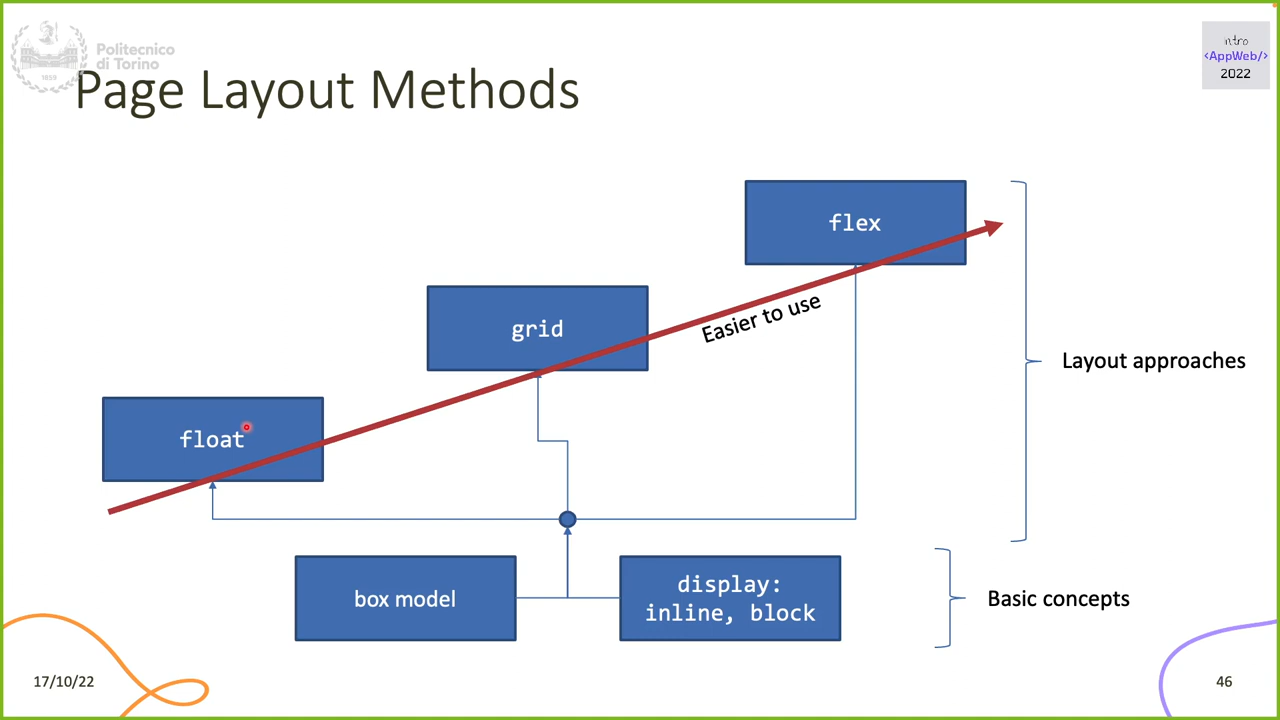 Politecnico
di Torino
1859
intro
<AppWeb/>
2022
Page Layout Methods
flex
Easier to use
grid
Layout approaches
float
box model
display:
inline, block
Basic concepts
17/10/22
46